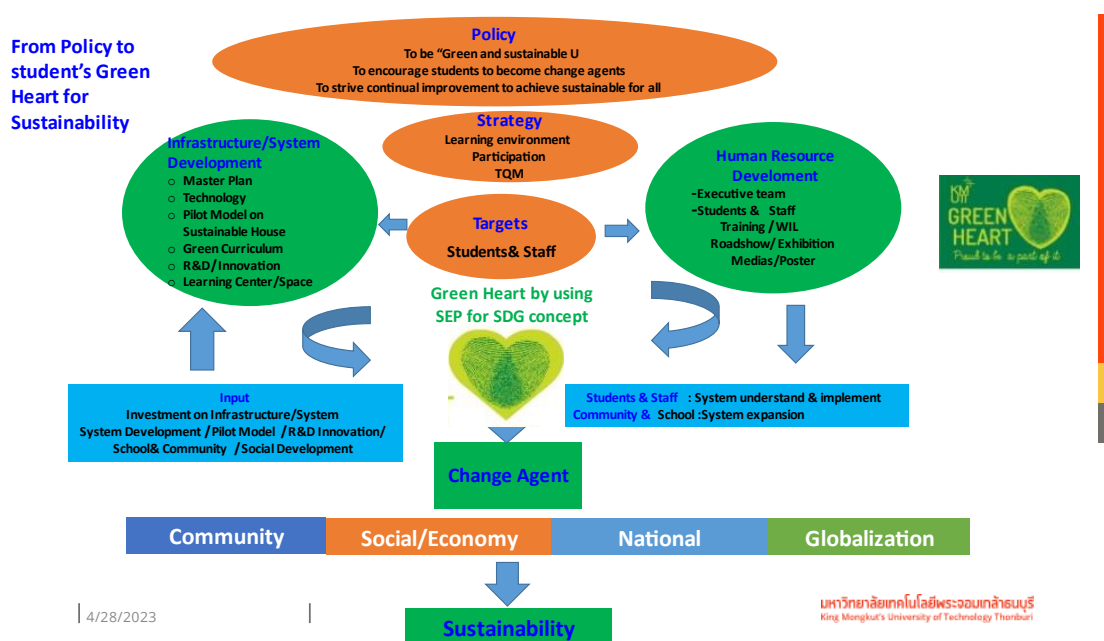 From Policy to
student's Green
Heart for
Sustainability
Policy
To be "Green and sustainable U
To encourage students to become change agents
To strive continual improvement to achieve sustainable for all
Strategy
Learning environment
Participation
TQM
Infrastructure/System
Development
o Master Plan
o Technology
o Pilot Model on
Sustainable House
o Green Curriculum
o R&D/Innovation
o Learning Center/Space
Targets
Students& Staff
Human Resource
Develoment
-Executive team
-Students & Staff
Training /WIL
Roadshow/ Exhibition
Medias/Poster
KMUTT
GREEN
HEART
Proud to be a part of it
Green Heart by using
SEP for SDG concept
Input
Investment on Infrastructure/System
System Development /Pilot Model /R&D Innovation/
School& Community /Social Development
Students & Staff : System understand & implement
Community & School :System expansion
Change Agent
Community
Social/Economy
National
Globalization
Sustainability
4/28/2023
มหาวิทยาลัยเทคโนโลยีพระจอมเกล้าธนบุรี
King Mongkut's University of Technology Thonburi